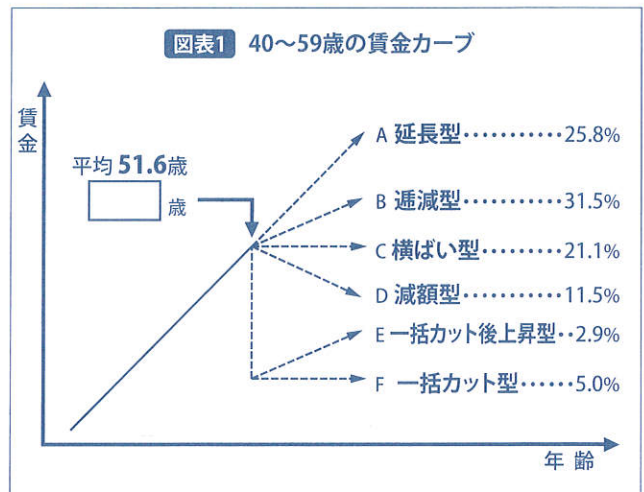 図表1 40～59歳の賃金カーブ
賃金
平均51.6歳
歳
A 延長型…………25.8%
B 逓減型…………31.5%
C 横ばい型………21.1%
D 減額型…………11.5%
E 一括カット後上昇型‥2.9%
F 一括カット型……5.0%
年齢